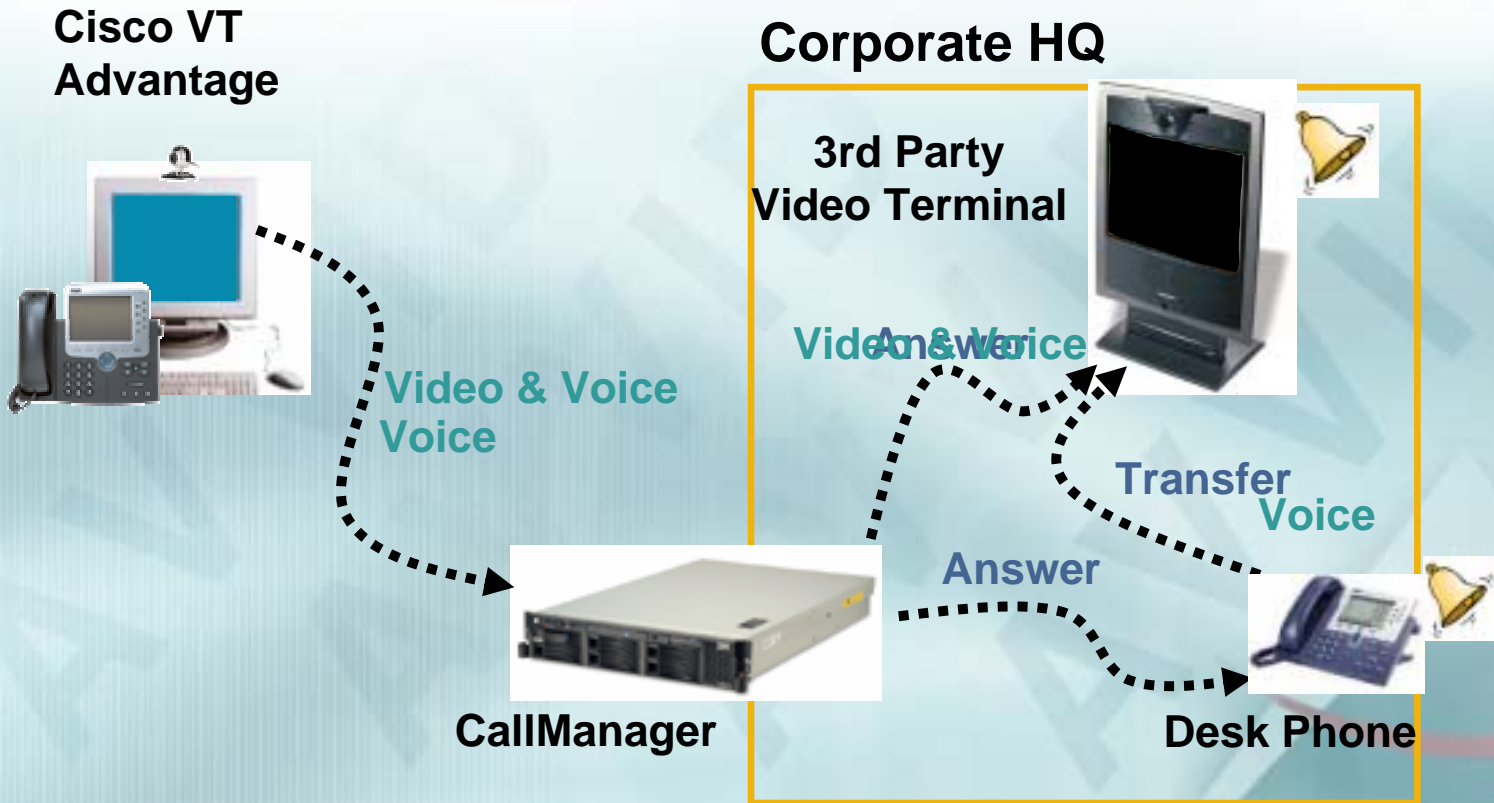 Cisco VT
Advantage
Corporate HQ
3rd Party
Video Terminal
Video & Voice
Answer
Video & Voice
Voice
Transfer
Voice
Answer
CallManager
Desk Phone